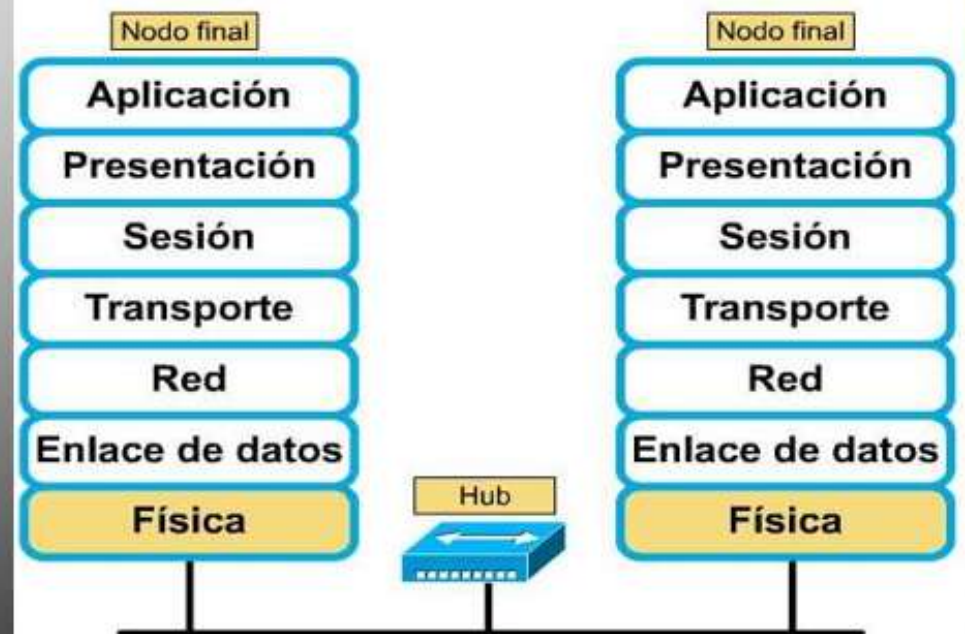 Nodo final
Aplicación
Presentación
Sesión
Transporte
Red
Enlace de datos
Física
Hub
Nodo final
Aplicación
Presentación
Sesión
Transporte
Red
Enlace de datos
Física